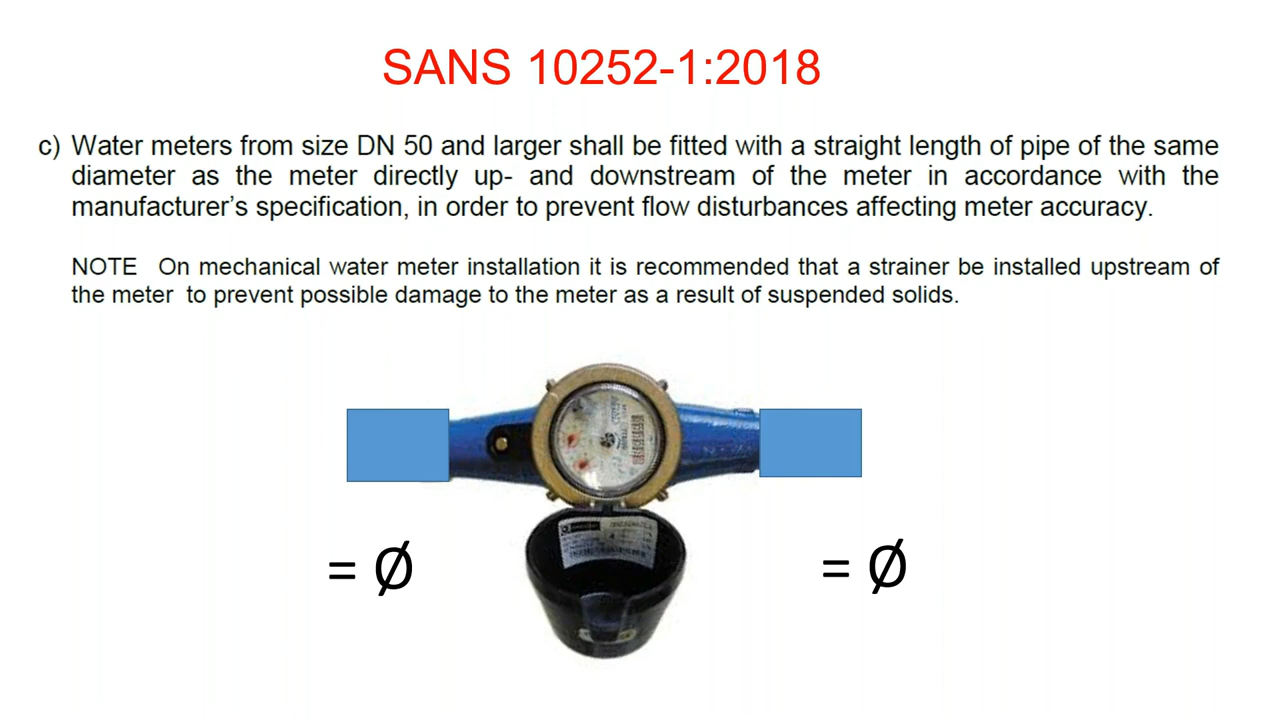 SANS 10252-1:2018
c) Water meters from size DN 50 and larger shall be fitted with a straight length of pipe of the same
diameter as the meter directly up- and downstream of the meter in accordance with the
manufacturer's specification, in order to prevent flow disturbances affecting meter accuracy.
NOTE On mechanical water meter installation it is recommended that a strainer be installed upstream of
the meter to prevent possible damage to the meter as a result of suspended solids.
= Ø
= Ø